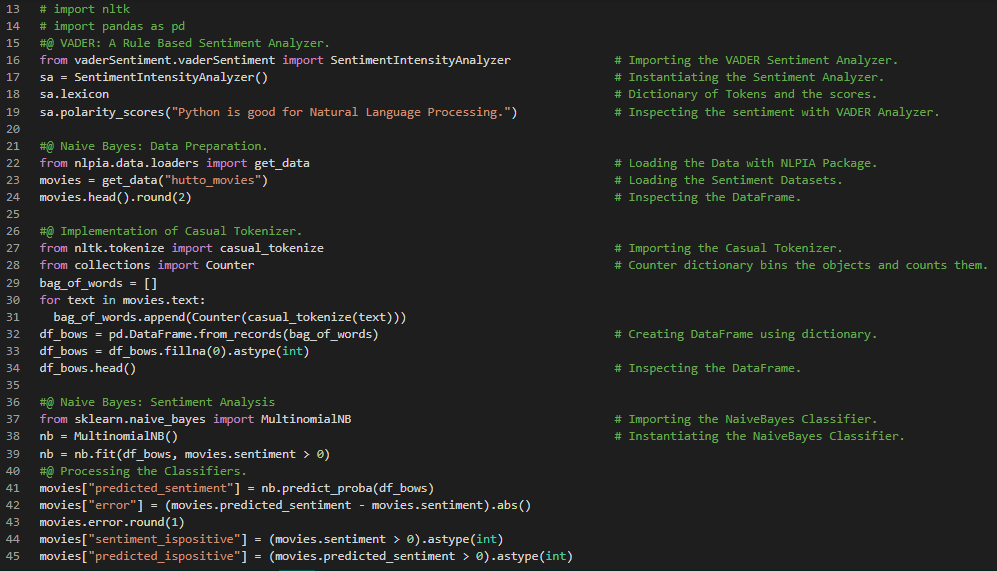 13 # import nltk
14 # import pandas as pd
15 #@ VADER: A Rule Based Sentiment Analyzer.
16 from vaderSentiment.vaderSentiment import SentimentIntensityAnalyzer # Importing the VADER Sentiment Analyzer.
17 sa = SentimentIntensityAnalyzer() # Instantiating the Sentiment Analyzer.
18 sa.lexicon # Dictionary of Tokens and the scores.
19 sa.polarity_scores("Python is good for Natural Language Processing.") # Inspecting the sentiment with VADER Analyzer.
20
21 #@ Naive Bayes: Data Preparation.
22 from nlpia.data.loaders import get_data # Loading the Data with NLPIA Package.
23 movies = get_data("hutto_movies") # Loading the Sentiment Datasets.
24 movies.head().round(2) # Inspecting the DataFrame.
25
26 #@ Implementation of Casual Tokenizer.
27 from nltk.tokenize import casual_tokenize # Importing the Casual Tokenizer.
28 from collections import Counter # Counter dictionary bins the objects and counts them.
29 bag_of_words = []
30 for text in movies.text:
31   bag_of_words.append(Counter(casual_tokenize(text)))
32 df_bows = pd.DataFrame.from_records(bag_of_words) # Creating DataFrame using dictionary.
33 df_bows = df_bows.fillna(0).astype(int)
34 df_bows.head() # Inspecting the DataFrame.
35
36 #@ Naive Bayes: Sentiment Analysis
37 from sklearn.naive_bayes import MultinomialNB # Importing the NaiveBayes Classifier.
38 nb = MultinomialNB() # Instantiating the NaiveBayes Classifier.
39 nb = nb.fit(df_bows, movies.sentiment > 0)
40 #@ Processing the Classifiers.
41 movies["predicted_sentiment"] = nb.predict_proba(df_bows)
42 movies["error"] = (movies.predicted_sentiment - movies.sentiment).abs()
43 movies.error.round(1)
44 movies["sentiment_ispositive"] = (movies.sentiment > 0).astype(int)
45 movies["predicted_ispositive"] = (movies.predicted_sentiment > 0).astype(int)